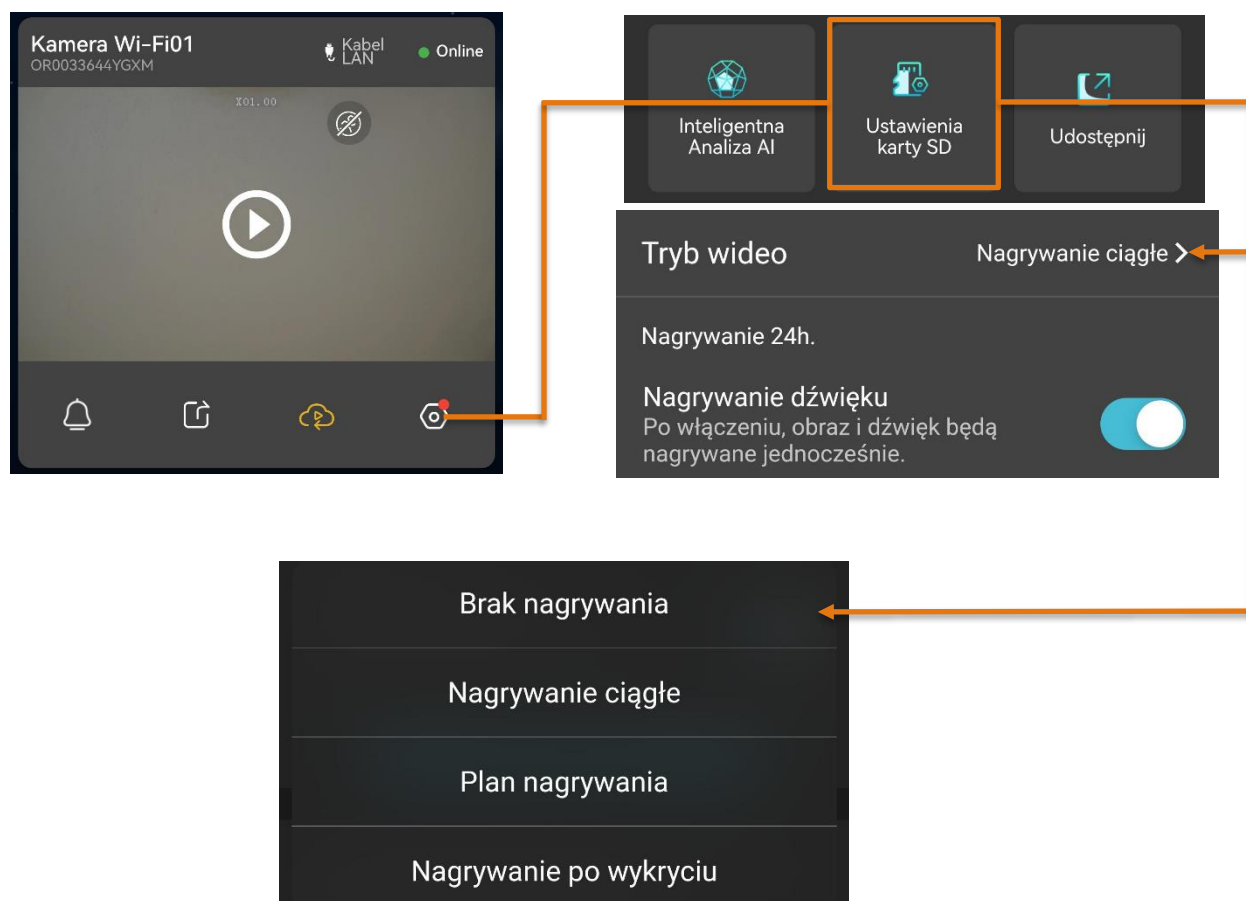 Kamera Wi-Fi01
OR0033644YGXM
Kabel
LAN
Online
X01.00
Inteligentna
Analiza AI
Ustawienia
karty SD
Udostępnij
Tryb wideo
Nagrywanie ciągłe
Nagrywanie 24h.
Nagrywanie dźwięku
Po włączeniu, obraz i dźwięk będą
nagrywane jednocześnie.
Brak nagrywania
Nagrywanie ciągłe
Plan nagrywania
Nagrywanie po wykryciu